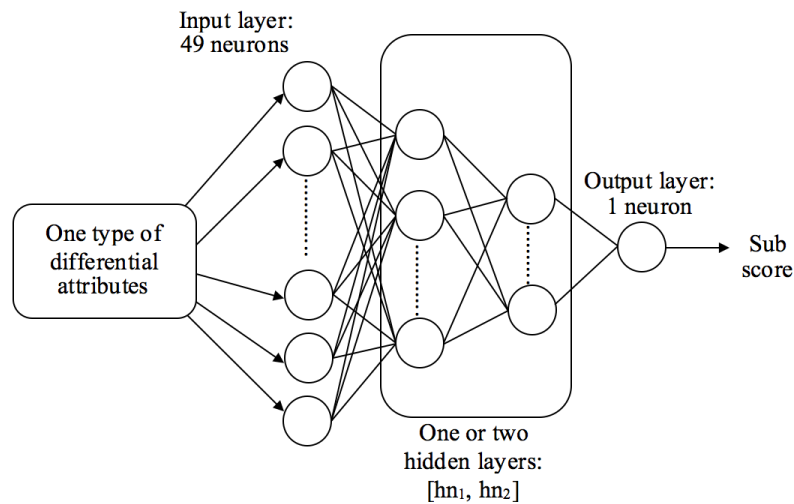 Input layer:
49 neurons
One type of
differential
attributes
Output layer:
1 neuron
Sub
score
One or two
hidden layers:
[hn₁, hn₂]